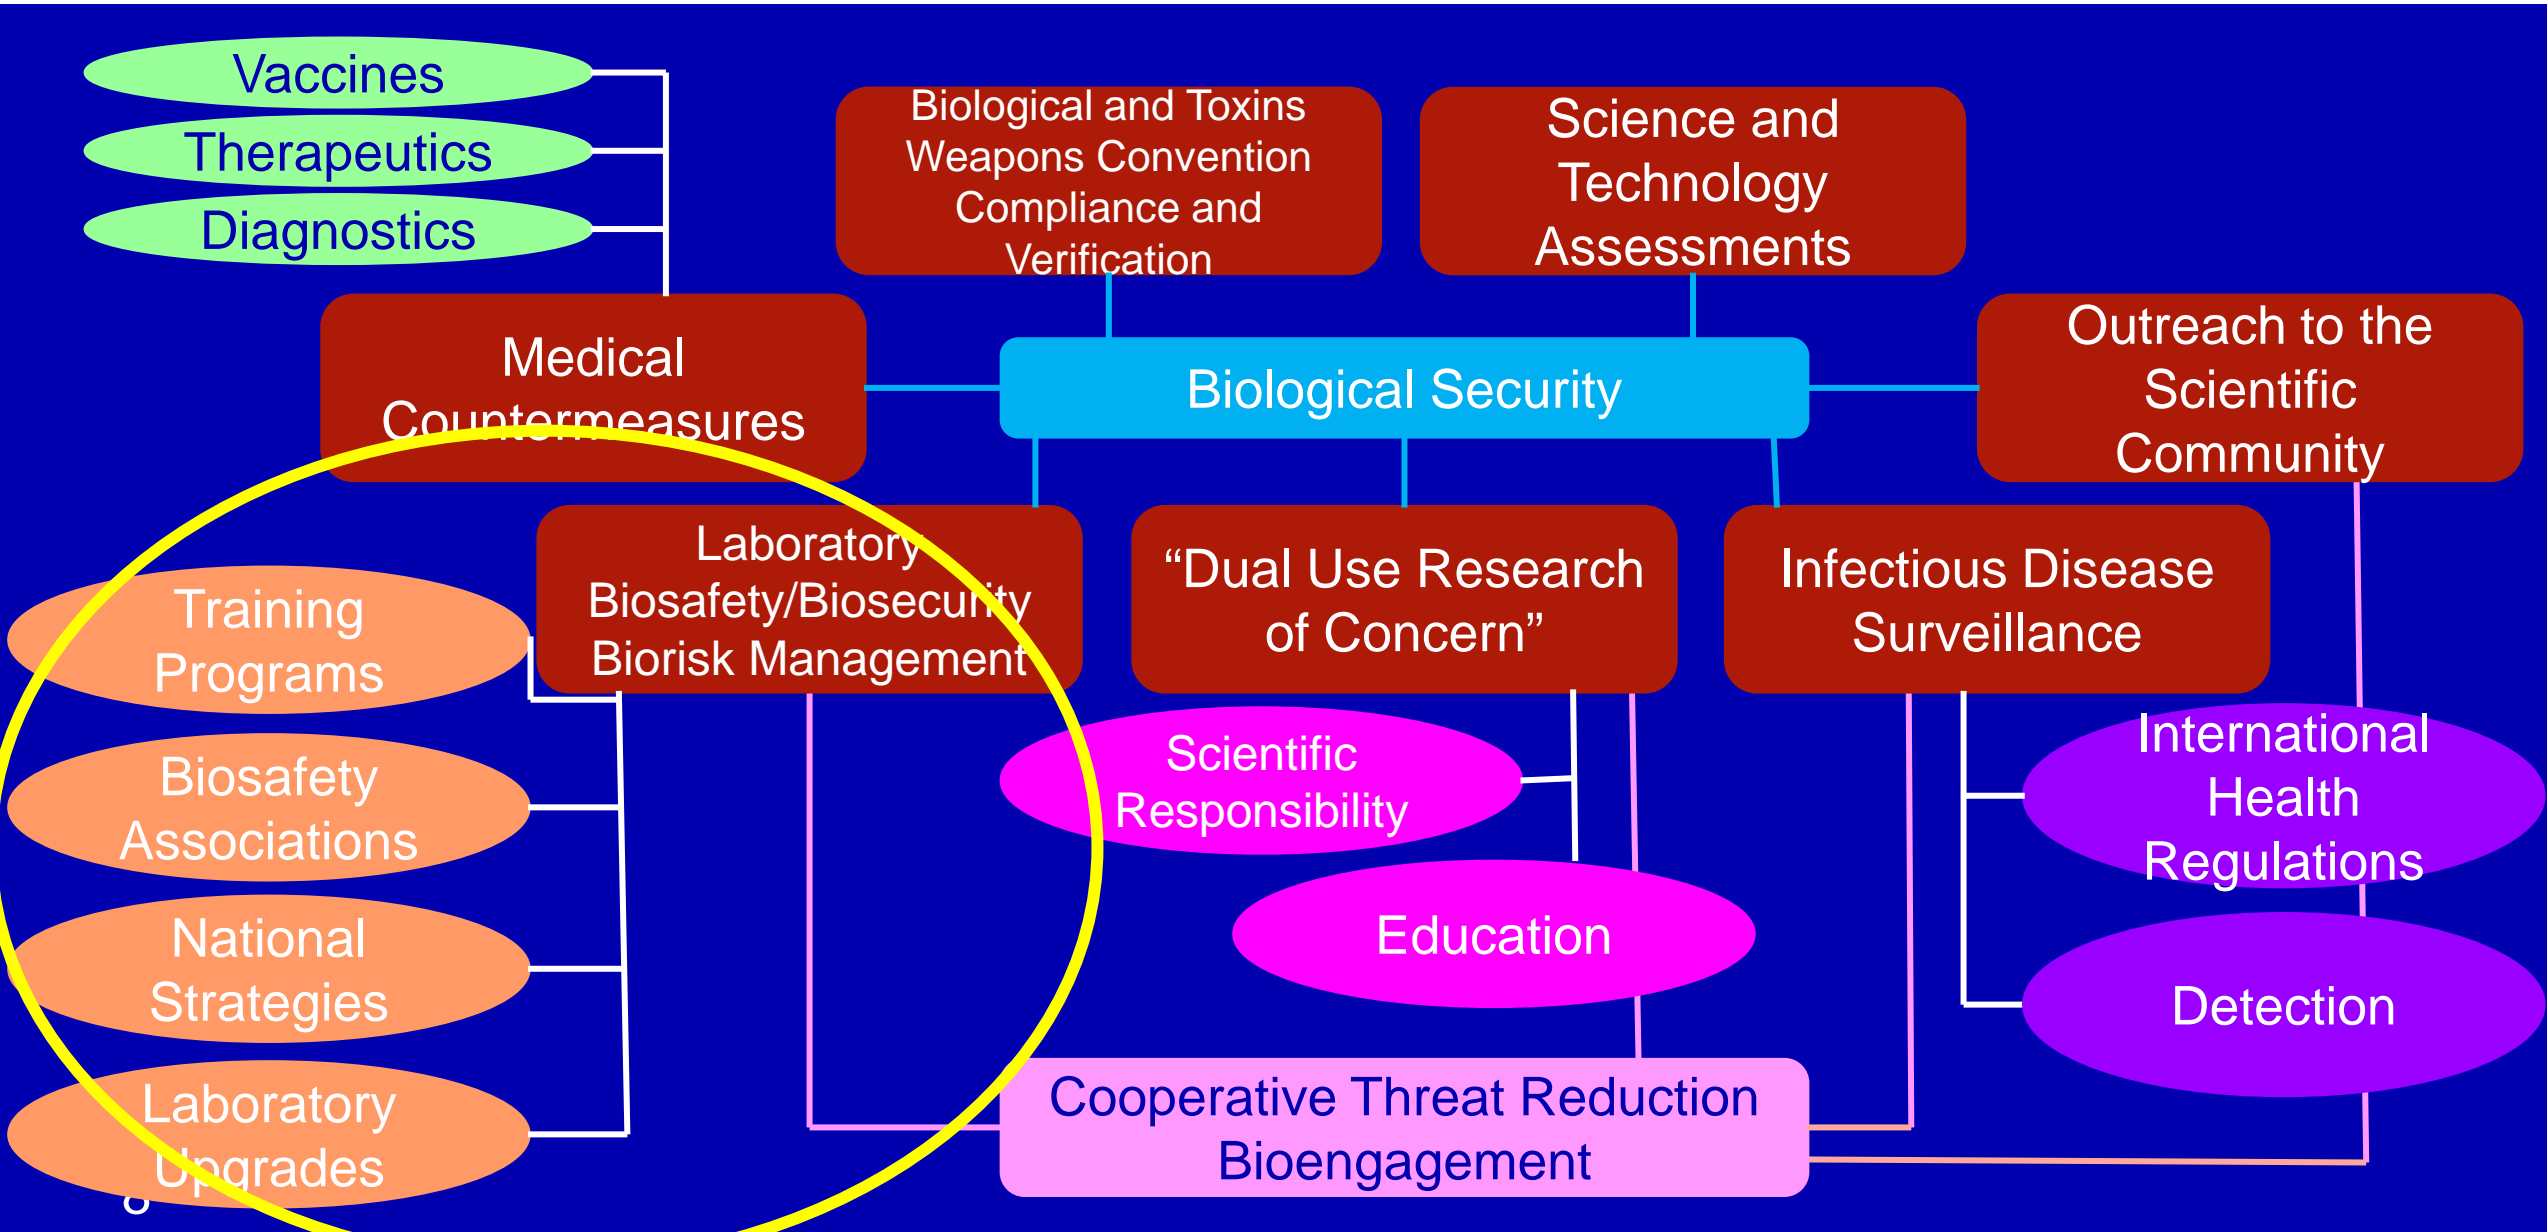 Vaccines
Therapeutics
Diagnostics
Biological and Toxins
Weapons Convention
Compliance and
Verification
Science and
Technology
Assessments
Medical
Countermeasures
Biological Security
Outreach to the
Scientific
Community
Laboratory
Biosafety/Biosecurity
Biorisk Management
“Dual Use Research
of Concern”
Infectious Disease
Surveillance
Training
Programs
Biosafety
Associations
National
Strategies
Laboratory
Upgrades
Scientific
Responsibility
Education
International
Health
Regulations
Detection
Cooperative Threat Reduction
Bioengagement